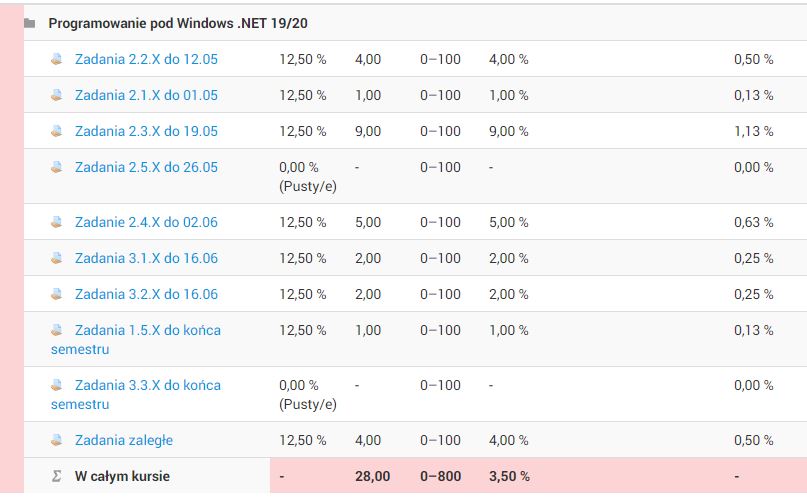 Programowanie pod Windows .NET 19/20
Zadania 2.2.X do 12.05 12,50 % 4,00 0–100 4,00 % 0,50 %
Zadania 2.1.X do 01.05 12,50 % 1,00 0–100 1,00 % 0,13 %
Zadania 2.3.X do 19.05 12,50 % 9,00 0–100 9,00 % 1,13 %
Zadania 2.5.X do 26.05 0,00 % - 0–100 - 0,00 %
(Pusty/e)
Zadanie 2.4.X do 02.06 12,50 % 5,00 0–100 5,00 % 0,63 %
Zadania 3.1.X do 16.06 12,50 % 2,00 0–100 2,00 % 0,25 %
Zadania 3.2.X do 16.06 12,50 % 2,00 0–100 2,00 % 0,25 %
Zadania 1.5.X do końca 12,50 % 1,00 0–100 1,00 % 0,13 %
semestru
Zadania 3.3.X do końca 0,00 % - 0–100 - 0,00 %
semestru (Pusty/e)
Zadania zaległe 12,50 % 4,00 0–100 4,00 % 0,50 %
Σ W całym kursie - 28,00 0–800 3,50 % -